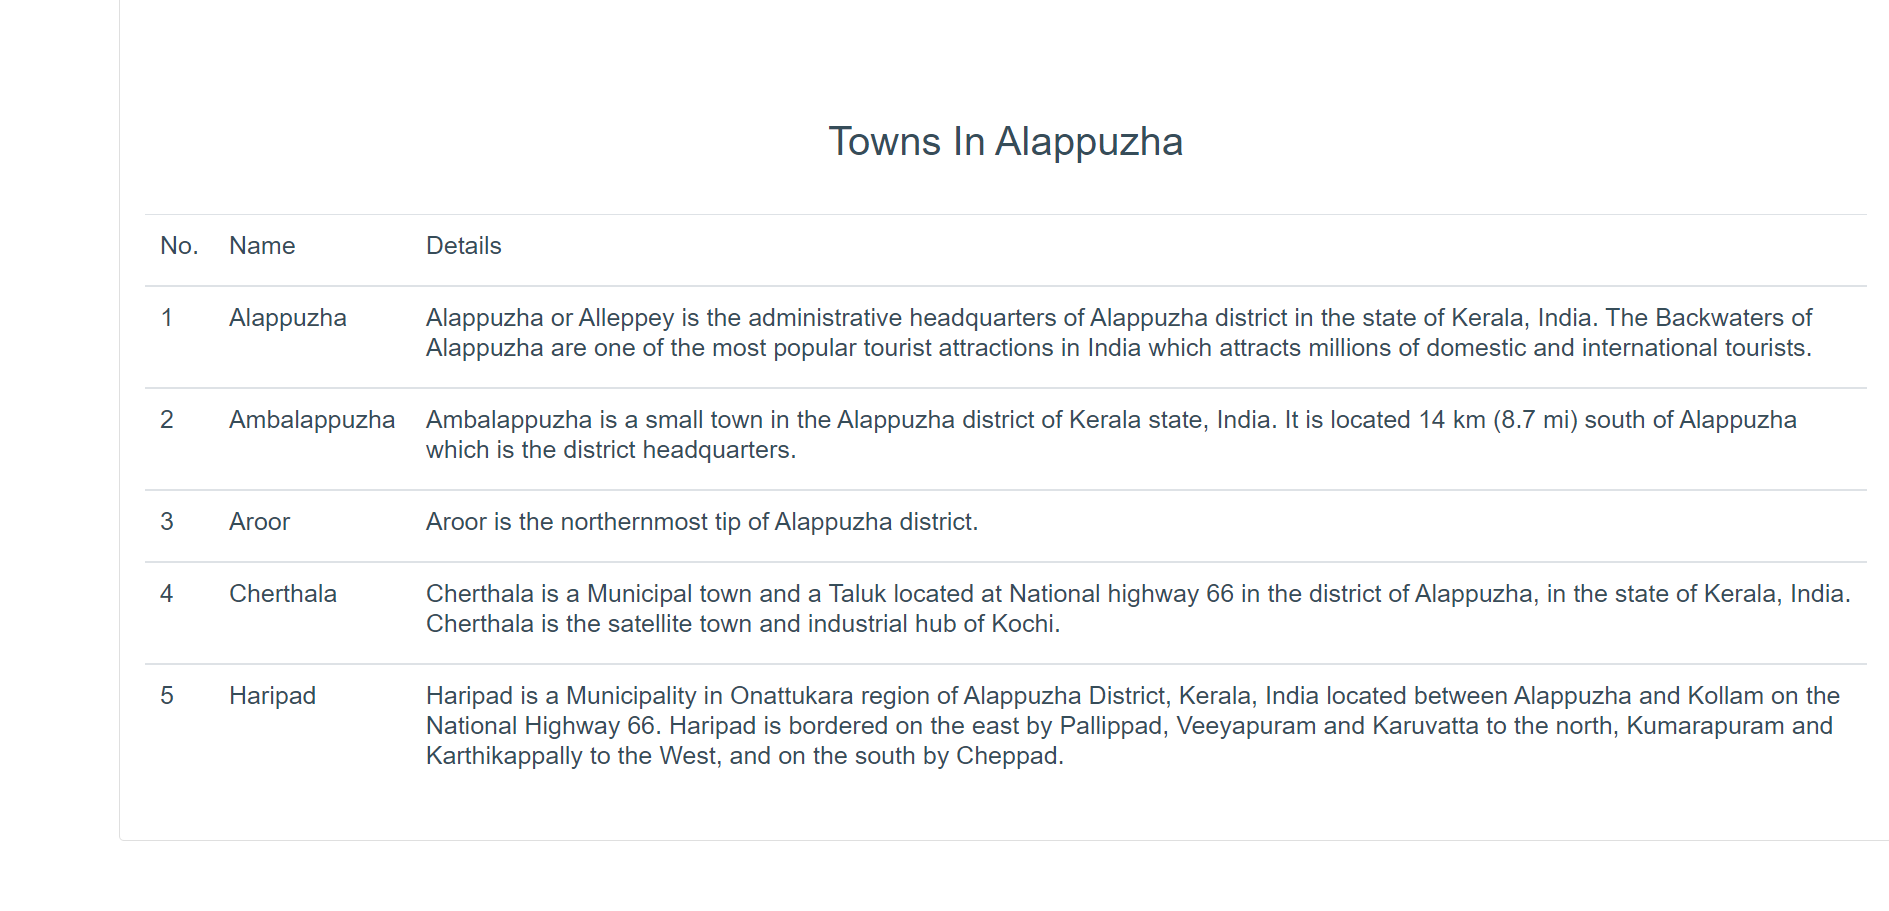 Towns In Alappuzha
No. Name Details
1 Alappuzha Alappuzha or Alleppey is the administrative headquarters of Alappuzha district in the state of Kerala, India. The Backwaters of
Alappuzha are one of the most popular tourist attractions in India which attracts millions of domestic and international tourists.
2 Ambalappuzha Ambalappuzha is a small town in the Alappuzha district of Kerala state, India. It is located 14 km (8.7 mi) south of Alappuzha
which is the district headquarters.
3 Aroor Aroor is the northernmost tip of Alappuzha district.
4 Cherthala Cherthala is a Municipal town and a Taluk located at National highway 66 in the district of Alappuzha, in the state of Kerala, India.
Cherthala is the satellite town and industrial hub of Kochi.
5 Haripad Haripad is a Municipality in Onattukara region of Alappuzha District, Kerala, India located between Alappuzha and Kollam on the
National Highway 66. Haripad is bordered on the east by Pallippad, Veeyapuram and Karuvatta to the north, Kumarapuram and
Karthikappally to the West, and on the south by Cheppad.